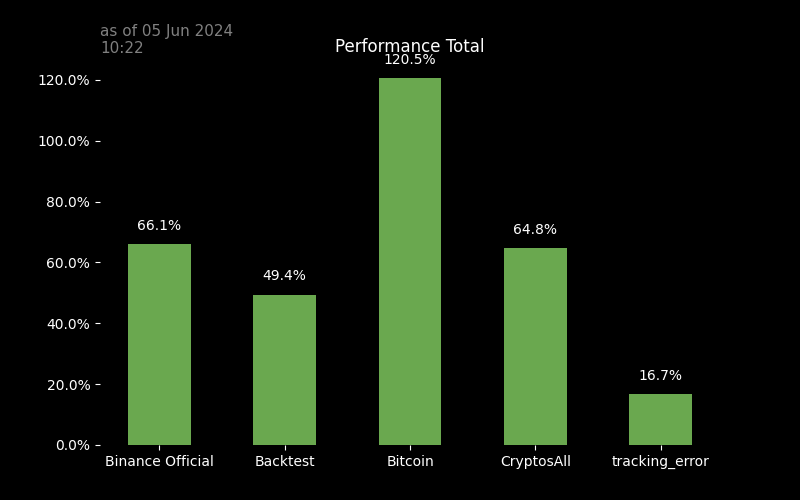 as of 05 Jun 2024
10:22
Performance Total
120.5%
120.0%
100.0%
80.0%
66.1%
64.8%
60.0%
49.4%
40.0%
20.0%
16.7%
0.0%
Binance Official
Backtest
Bitcoin
CryptosAll
tracking_error